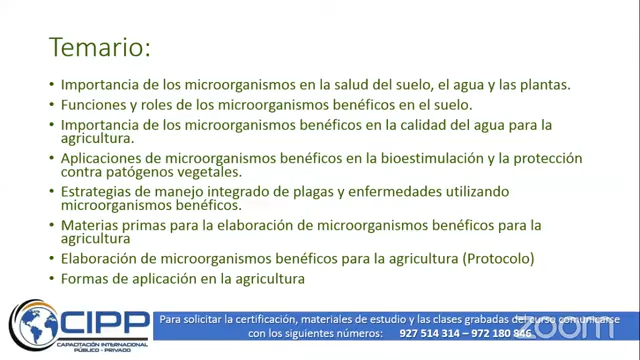 Temario:
• Importancia de los microorganismos en la salud del suelo, el agua y las plantas.
• Funciones y roles de los microorganismos benéficos en el suelo.
• Importancia de los microorganismos benéficos en la calidad del agua para la
agricultura.
• Aplicaciones de microorganismos benéficos en la bioestimulación y la protección
contra patógenos vegetales.
• Estrategias de manejo integrado de plagas y enfermedades utilizando
microorganismos benéficos.
• Materias primas para la elaboración de microorganismos benéficos para la
agricultura
• Elaboración de microorganismos benéficos para la agricultura (Protocolo)
• Formas de aplicación en la agricultura
CIPP
CAPACITACIÓN INTERNACIONAL
PÚBLICO - PRIVADO
Para solicitar la certificación, materiales de estudio y las clases grabadas del curso comunicarse
con los siguientes números: 927 514 314 – 972 180 846
zoom